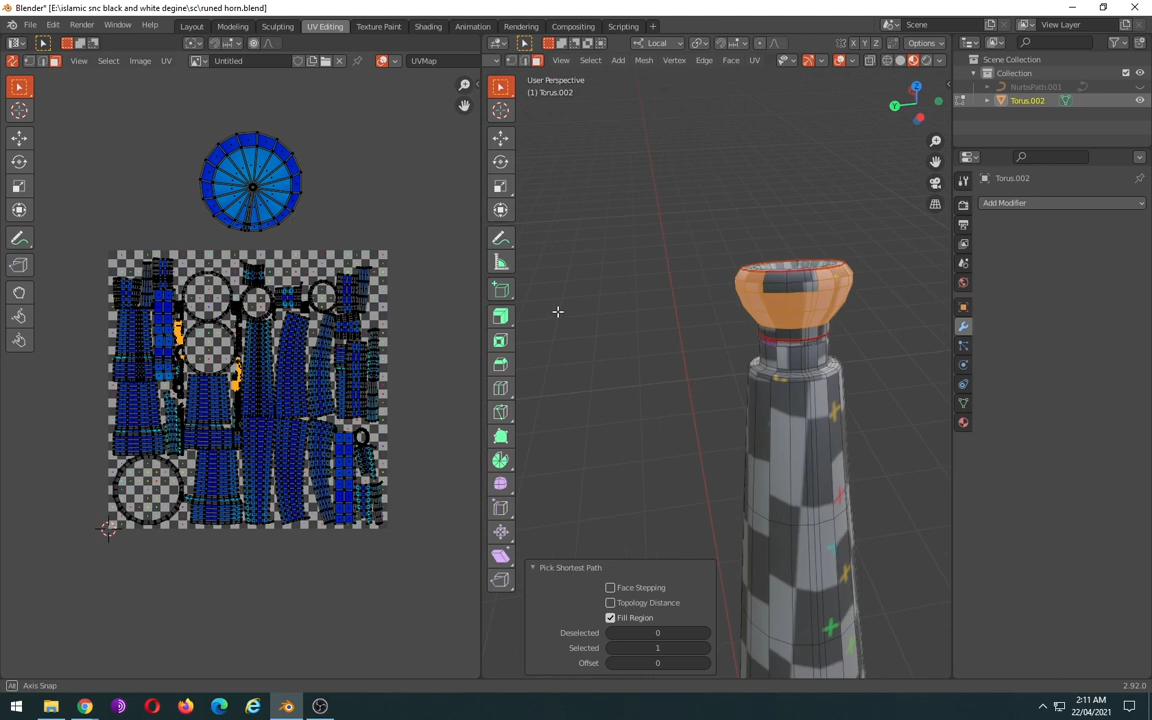 Blender* [E:\islamic snc black and white degine\sc\runed horn.blend]
File Edit Render Window Help Layout Modeling Sculpting UV Editing Texture Paint Shading Animation Rendering Compositing Scripting + Scene View Layer
Local X Y Z Options
View Select Image UV Untitled UVMap View Select Add Mesh Vertex Edge Face UV
User Perspective
(1) Torus.002
Z
Y
Scene Collection
Collection
NurbsPath.001
Torus.002
Torus.002
Add Modifier
Pick Shortest Path
Face Stepping
Topology Distance
Fill Region
Deselected 0
Selected 1
Offset 0
Alt Axis Snap
2.92.0
2:11 AM
22/04/2021